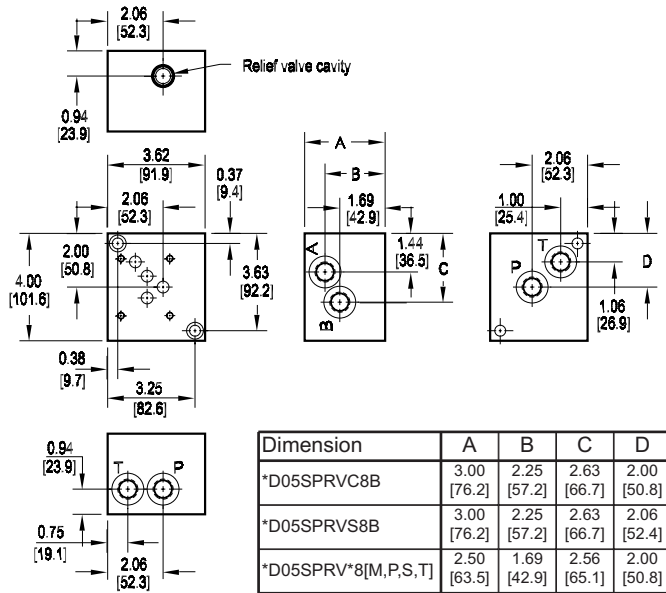 2.06
[52.3]
Relief valve cavity
0.94
[23.9]
3.62
[91.9]
0.37
[9.4]
2.06
[52.3]
2.00
[50.8]
4.00
[101.6]
3.63
[92.2]
0.38
[9.7]
3.25
[82.6]
A
B
1.69
[42.9]
1.44
[36.5]
C
A
B
2.06
[52.3]
1.00
[25.4]
T
P
D
1.06
[26.9]
0.94
[23.9]
T P
0.75
[19.1]
2.06
[52.3]
Dimension A B C D
*D05SPRVC8B 3.00 2.25 2.63 2.00
[76.2] [57.2] [66.7] [50.8]
*D05SPRVS8B 3.00 2.25 2.63 2.06
[76.2] [57.2] [66.7] [52.4]
*D05SPRV*8[M,P,S,T] 2.50 1.69 2.56 2.00
[63.5] [42.9] [65.1] [50.8]